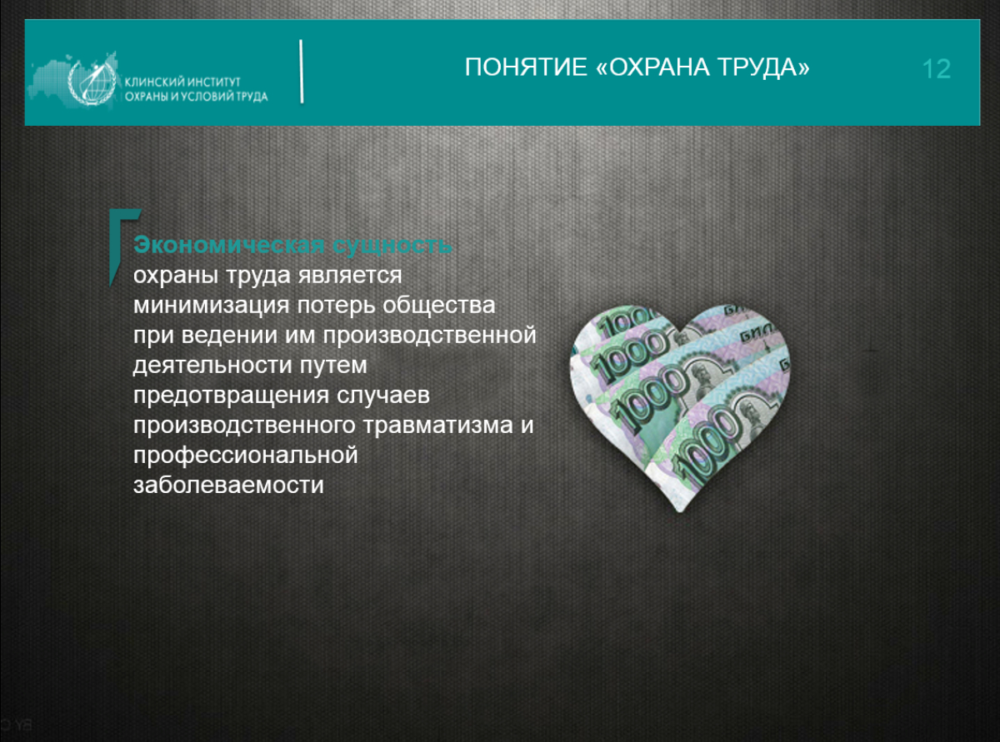 КЛИНСКИЙ ИНСТИТУТ
ОХРАНЫ И УСЛОВИЙ ТРУДА
ПОНЯТИЕ «ОХРАНА ТРУДА»
12
Экономическая сущность
охраны труда является
минимизация потерь общества
при ведении им производственной
деятельности путем
предотвращения случаев
производственного травматизма и
профессиональной
заболеваемости
1000
1000
1000
1000